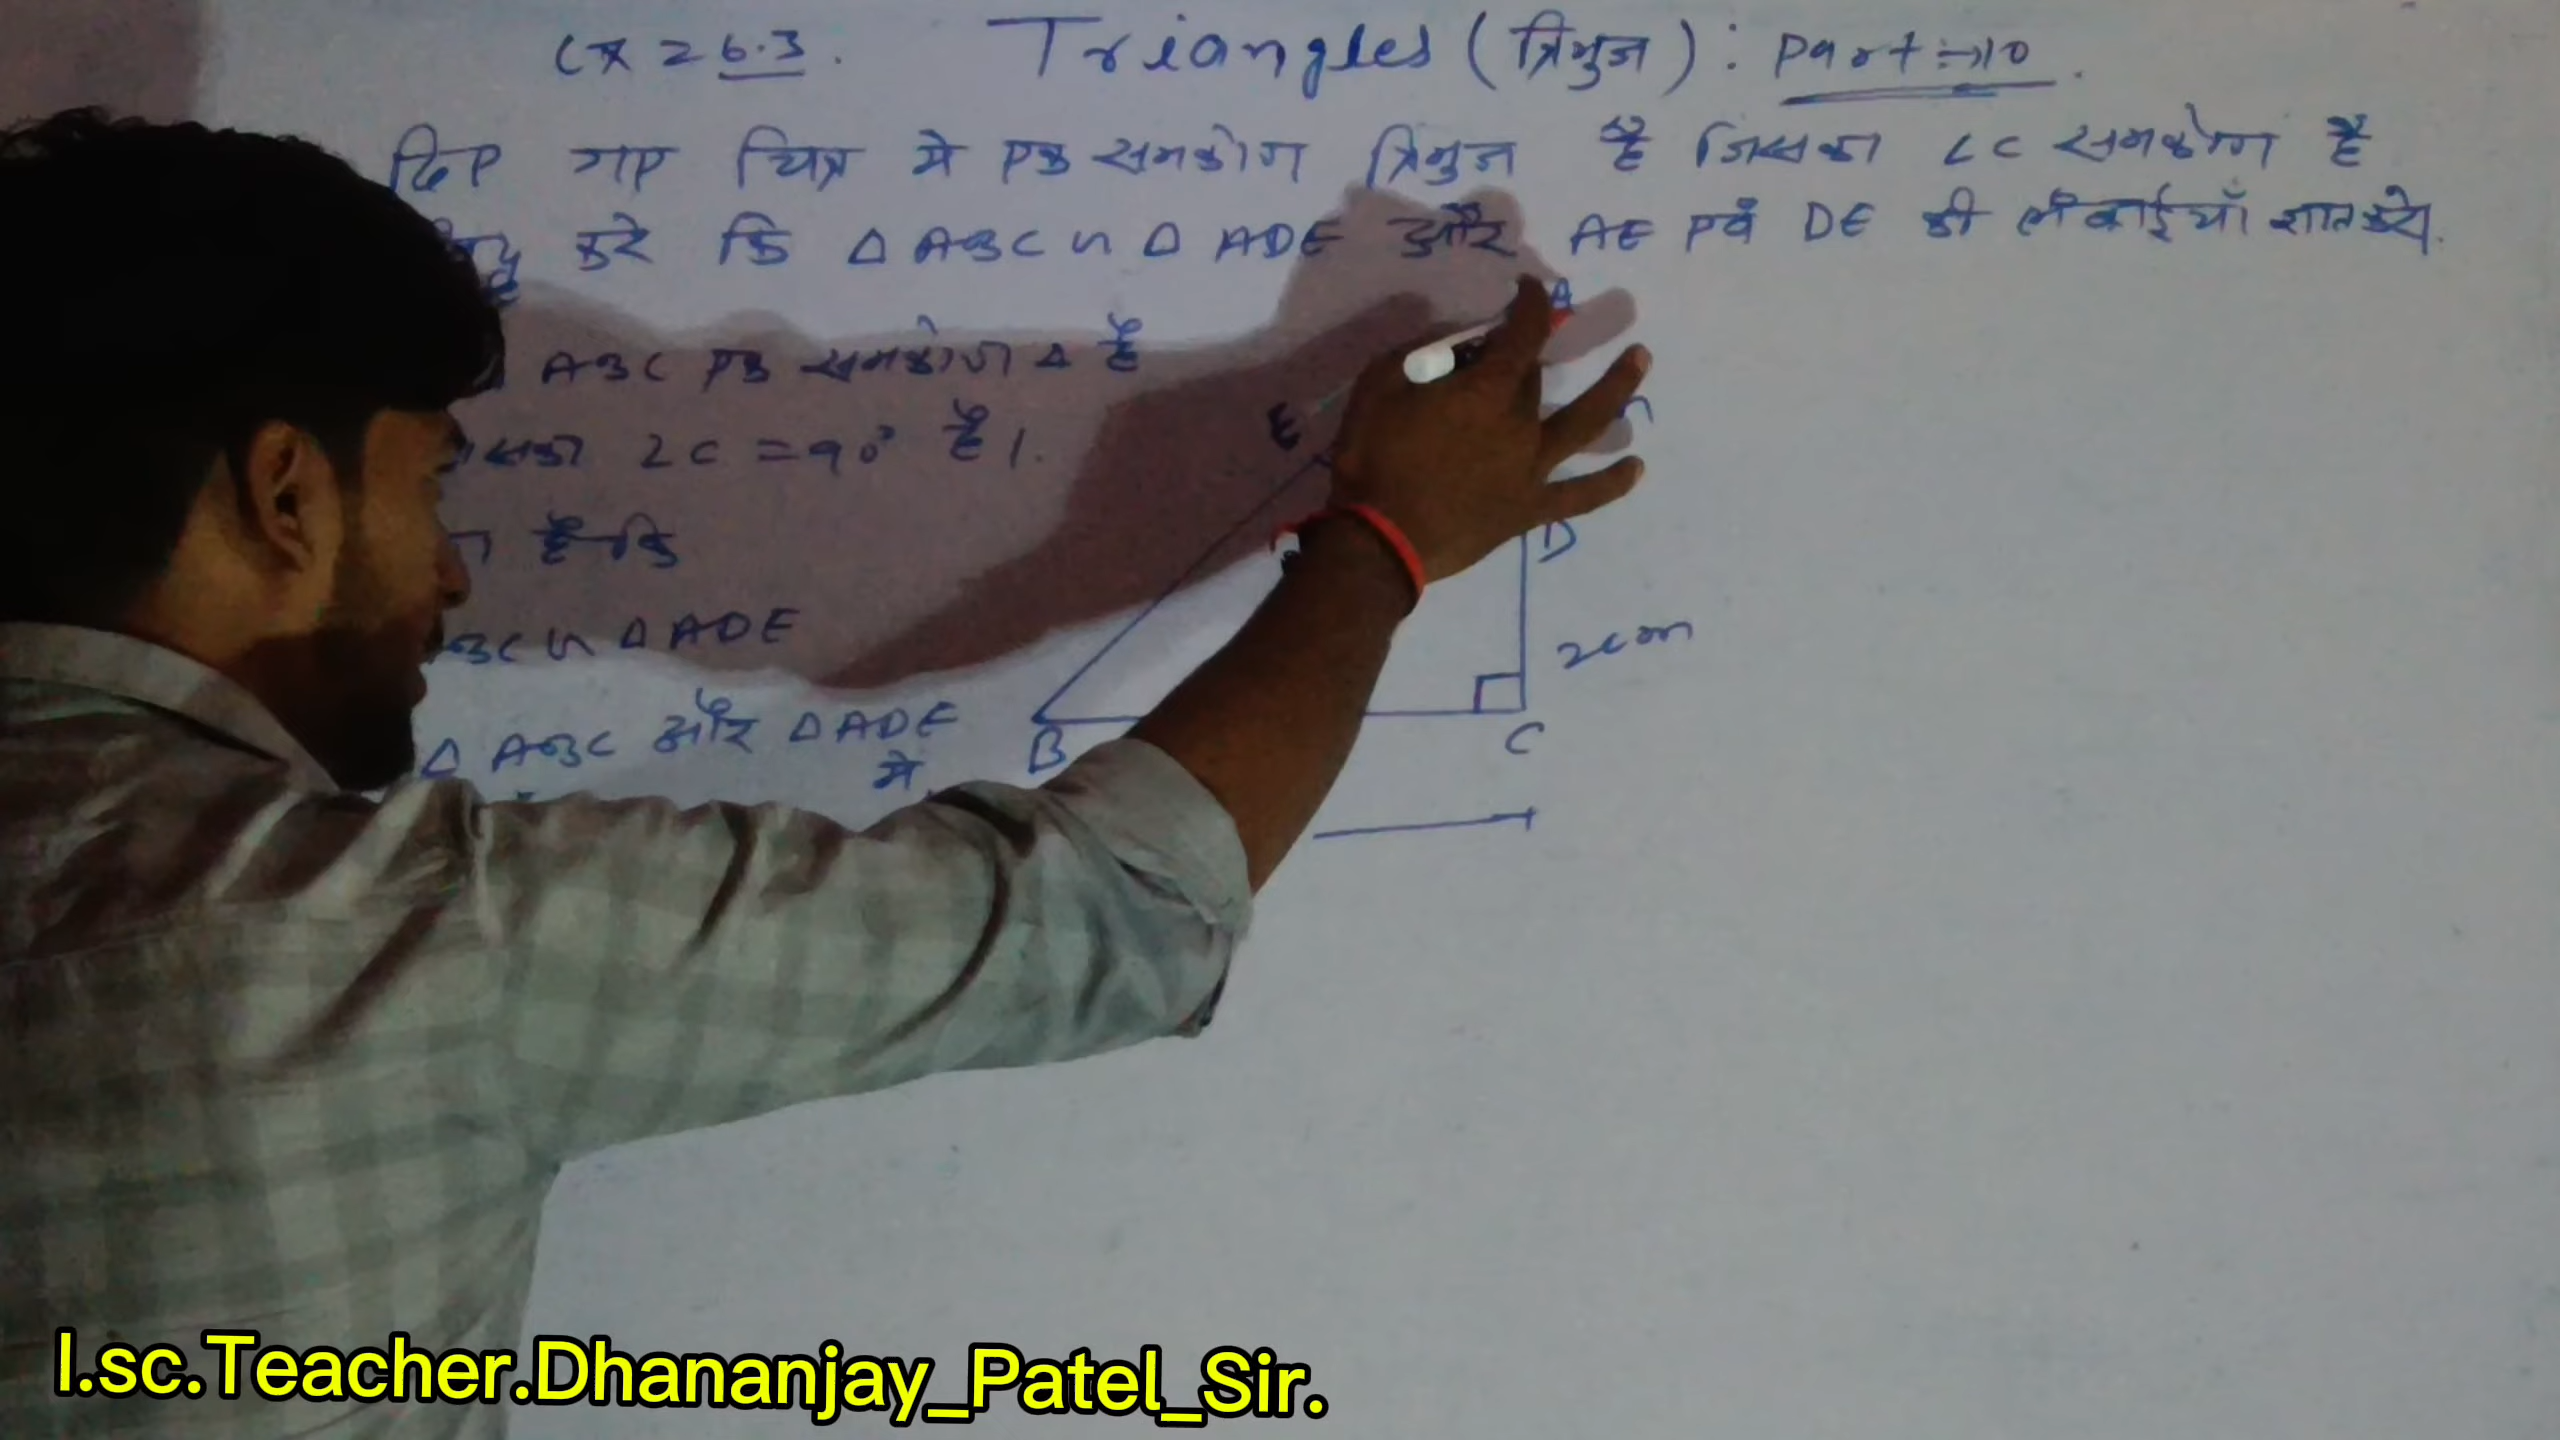 Ex = 6.3. Triangles (त्रिभुज) : Part :→ 10.
दिए गए चित्र मे एक समकोण त्रिभुज है जिसका ∠C समकोण है
करे कि Δ ABC ~ Δ ADE और AE एवं DE की लंबाईयाँ ज्ञात करे।
ABC एक समकोण Δ है
∠C = 90° है।
है कि
Δ ADE
Δ ABC और Δ ADE
मे,
A
E
D
2cm
B
C
I.sc.Teacher.Dhananjay_Patel_Sir.